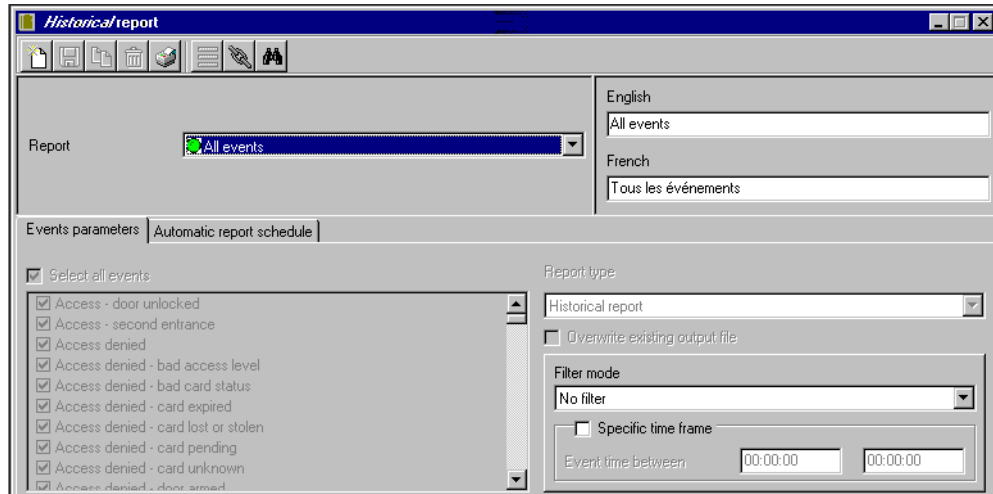 Historical report
English
All events
Report
All events
French
Tous les événements
Events parameters
Automatic report schedule
Select all events
Access - door unlocked
Access - second entrance
Access denied
Access denied - bad access level
Access denied - bad card status
Access denied - card expired
Access denied - card lost or stolen
Access denied - card pending
Access denied - card unknown
Access denied - door armed
Report type
Historical report
Overwrite existing output file
Filter mode
No filter
Specific time frame
Event time between 00:00:00 00:00:00